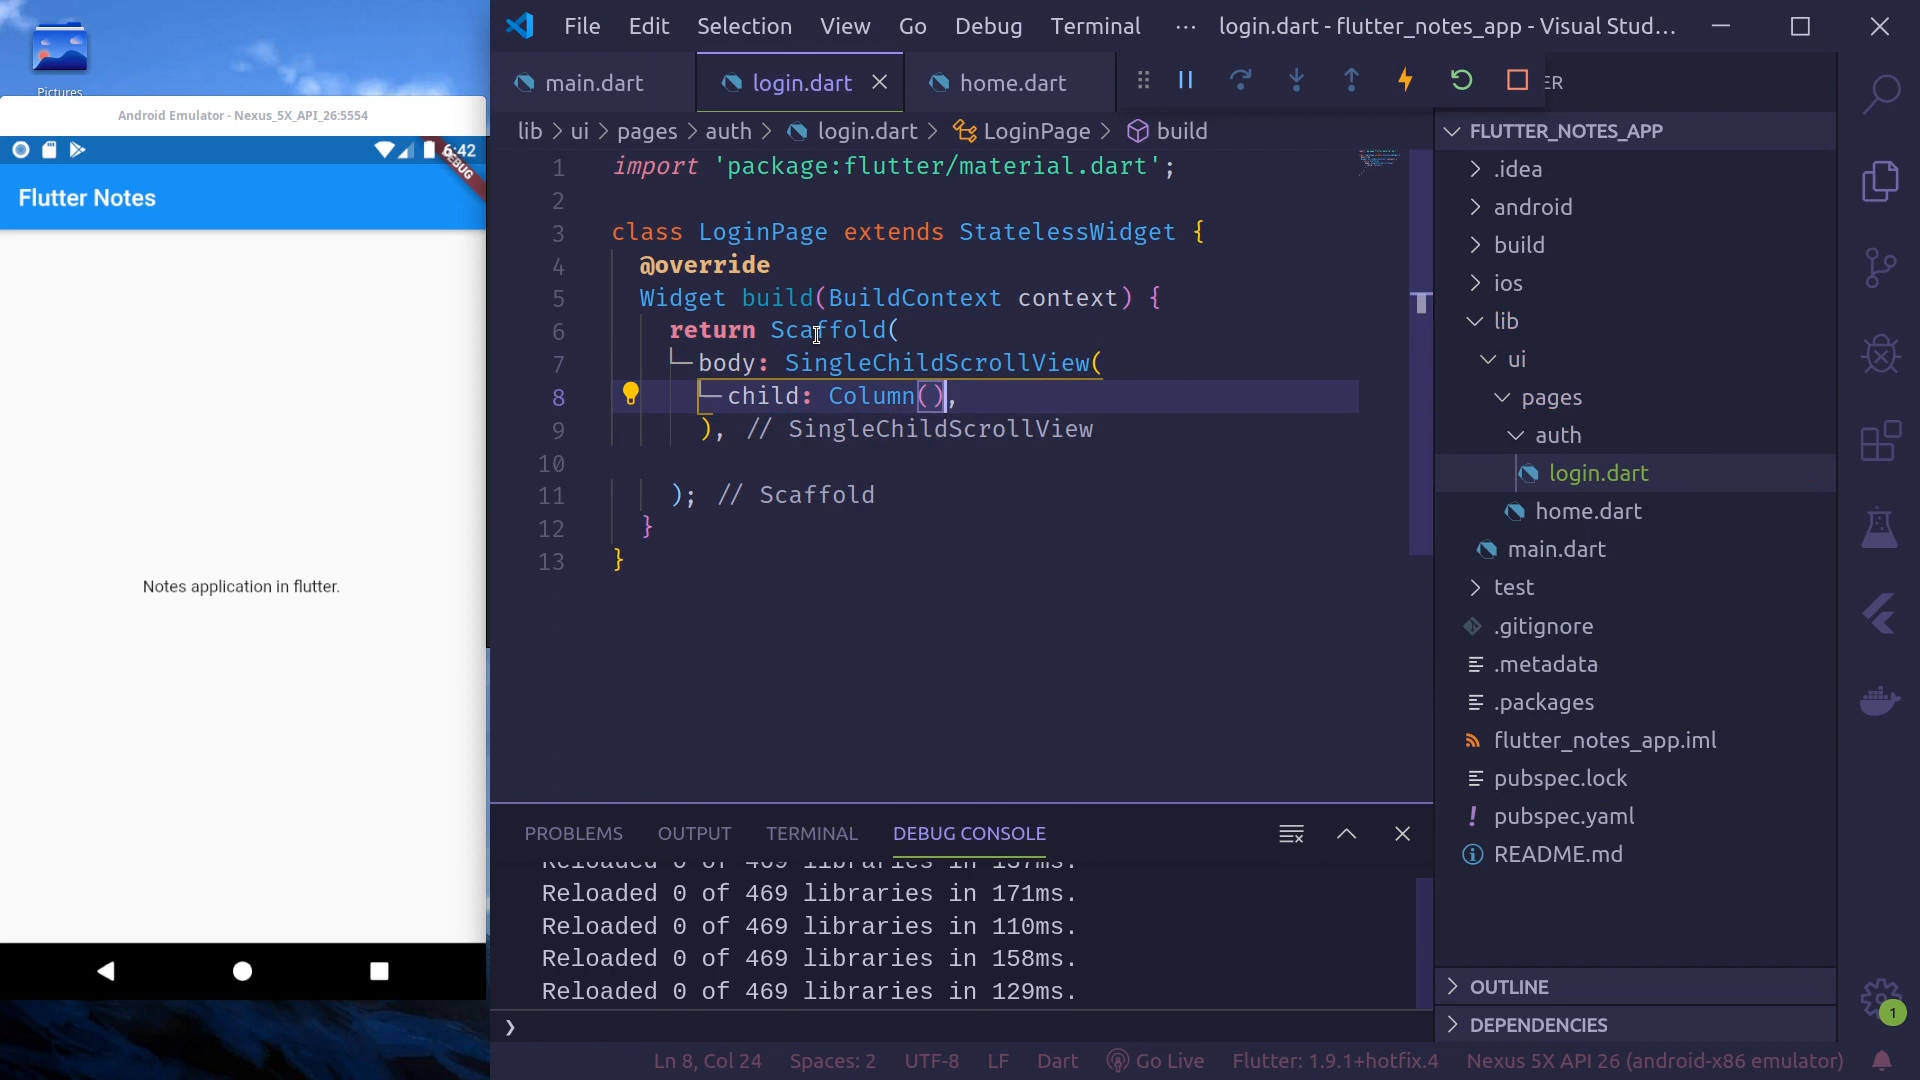 Pictures
Android Emulator - Nexus_5X_API_26:5554
6:42
DEBUG
Flutter Notes
Notes application in flutter.
File Edit Selection View Go Debug Terminal ··· login.dart - flutter_notes_app - Visual Stud...
main.dart login.dart home.dart
lib > ui > pages > auth > login.dart > LoginPage > build
1 import 'package:flutter/material.dart';
2
3 class LoginPage extends StatelessWidget {
4 @override
5 Widget build(BuildContext context) {
6 return Scaffold(
7 body: SingleChildScrollView(
8 child: Column(),
9 ), // SingleChildScrollView
10
11 ); // Scaffold
12 }
13 }
PROBLEMS OUTPUT TERMINAL DEBUG CONSOLE
Reloaded 0 of 469 libraries in 137ms.
Reloaded 0 of 469 libraries in 171ms.
Reloaded 0 of 469 libraries in 110ms.
Reloaded 0 of 469 libraries in 158ms.
Reloaded 0 of 469 libraries in 129ms.
❯
ER
FLUTTER_NOTES_APP
.idea
android
build
ios
lib
ui
pages
auth
login.dart
home.dart
main.dart
test
.gitignore
.metadata
.packages
flutter_notes_app.iml
pubspec.lock
! pubspec.yaml
README.md
OUTLINE
DEPENDENCIES
1
Ln 8, Col 24 Spaces: 2 UTF-8 LF Dart Go Live Flutter: 1.9.1+hotfix.4 Nexus 5X API 26 (android-x86 emulator)